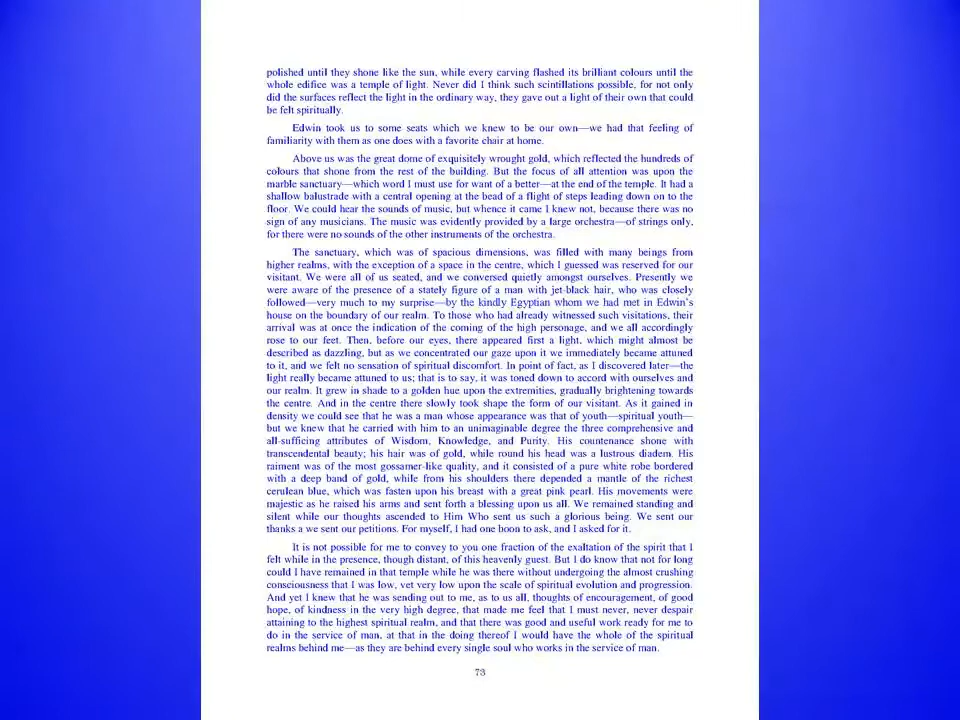 polished until they shone like the sun, while every carving flashed its brilliant colours until the
whole edifice was a temple of light. Never did I think such scintillations possible, for not only
did the surfaces reflect the light in the ordinary way, they gave out a light of their own that could
be felt spiritually.
Edwin took us to some seats which we knew to be our own—we had that feeling of
familiarity with them as one does with a favorite chair at home.
Above us was the great dome of exquisitely wrought gold, which reflected the hundreds of
colours that shone from the rest of the building. But the focus of all attention was upon the
marble sanctuary—which word I must use for want of a better—at the end of the temple. It had a
shallow balustrade with a central opening at the bead of a flight of steps leading down on to the
floor. We could hear the sounds of music, but whence it came I knew not, because there was no
sign of any musicians. The music was evidently provided by a large orchestra—of strings only,
for there were no sounds of the other instruments of the orchestra.
The sanctuary, which was of spacious dimensions, was filled with many beings from
higher realms, with the exception of a space in the centre, which I guessed was reserved for our
visitant. We were all of us seated, and we conversed quietly amongst ourselves. Presently we
were aware of the presence of a stately figure of a man with jet-black hair, who was closely
followed—very much to my surprise—by the kindly Egyptian whom we had met in Edwin's
house on the boundary of our realm. To those who had already witnessed such visitations, their
arrival was at once the indication of the coming of the high personage, and we all accordingly
rose to our feet. Then, before our eyes, there appeared first a light, which might almost be
described as dazzling, but as we concentrated our gaze upon it we immediately became attuned
to it, and we felt no sensation of spiritual discomfort. In point of fact, as I discovered later—the
light really became attuned to us; that is to say, it was toned down to accord with ourselves and
our realm. It grew in shade to a golden hue upon the extremities, gradually brightening towards
the centre. And in the centre there slowly took shape the form of our visitant. As it gained in
density we could see that he was a man whose appearance was that of youth—spiritual youth—
but we knew that he carried with him to an unimaginable degree the three comprehensive and
all-sufficing attributes of Wisdom, Knowledge, and Purity. His countenance shone with
transcendental beauty; his hair was of gold, while round his head was a lustrous diadem. His
raiment was of the most gossamer-like quality, and it consisted of a pure white robe bordered
with a deep band of gold, while from his shoulders there depended a mantle of the richest
cerulean blue, which was fasten upon his breast with a great pink pearl. His movements were
majestic as he raised his arms and sent forth a blessing upon us all. We remained standing and
silent while our thoughts ascended to Him Who sent us such a glorious being. We sent our
thanks a we sent our petitions. For myself, I had one boon to ask, and I asked for it.
It is not possible for me to convey to you one fraction of the exaltation of the spirit that I
felt while in the presence, though distant, of this heavenly guest. But I do know that not for long
could I have remained in that temple while he was there without undergoing the almost crushing
consciousness that I was low, vet very low upon the scale of spiritual evolution and progression.
And yet I knew that he was sending out to me, as to us all, thoughts of encouragement, of good
hope, of kindness in the very high degree, that made me feel that I must never, never despair
attaining to the highest spiritual realm, and that there was good and useful work ready for me to
do in the service of man, at that in the doing thereof I would have the whole of the spiritual
realms behind me—as they are behind every single soul who works in the service of man.
73